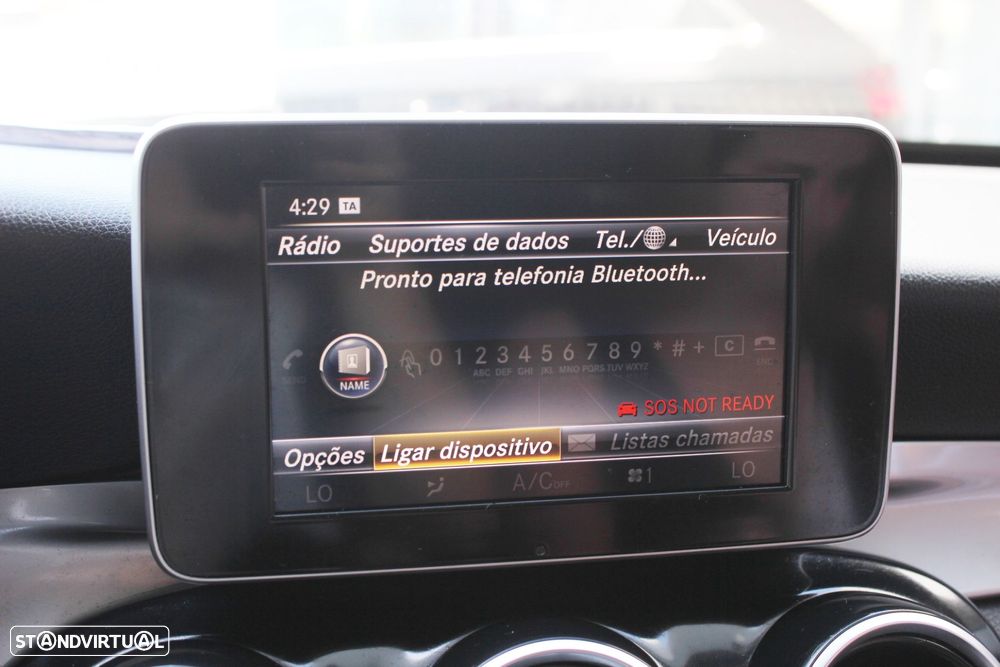 4:29 TA
Rádio Suportes de dados Tel./ Veículo
Pronto para telefonia Bluetooth...
SEND NAME 0 1 2 3 4 5 6 7 8 9 * # + C END
ABC DEF GHI JKL MNO PQRS TUV WXYZ
SOS NOT READY
Opções Ligar dispositivo Listas chamadas
LO A/C OFF 1 LO
STANDVIRTUAL